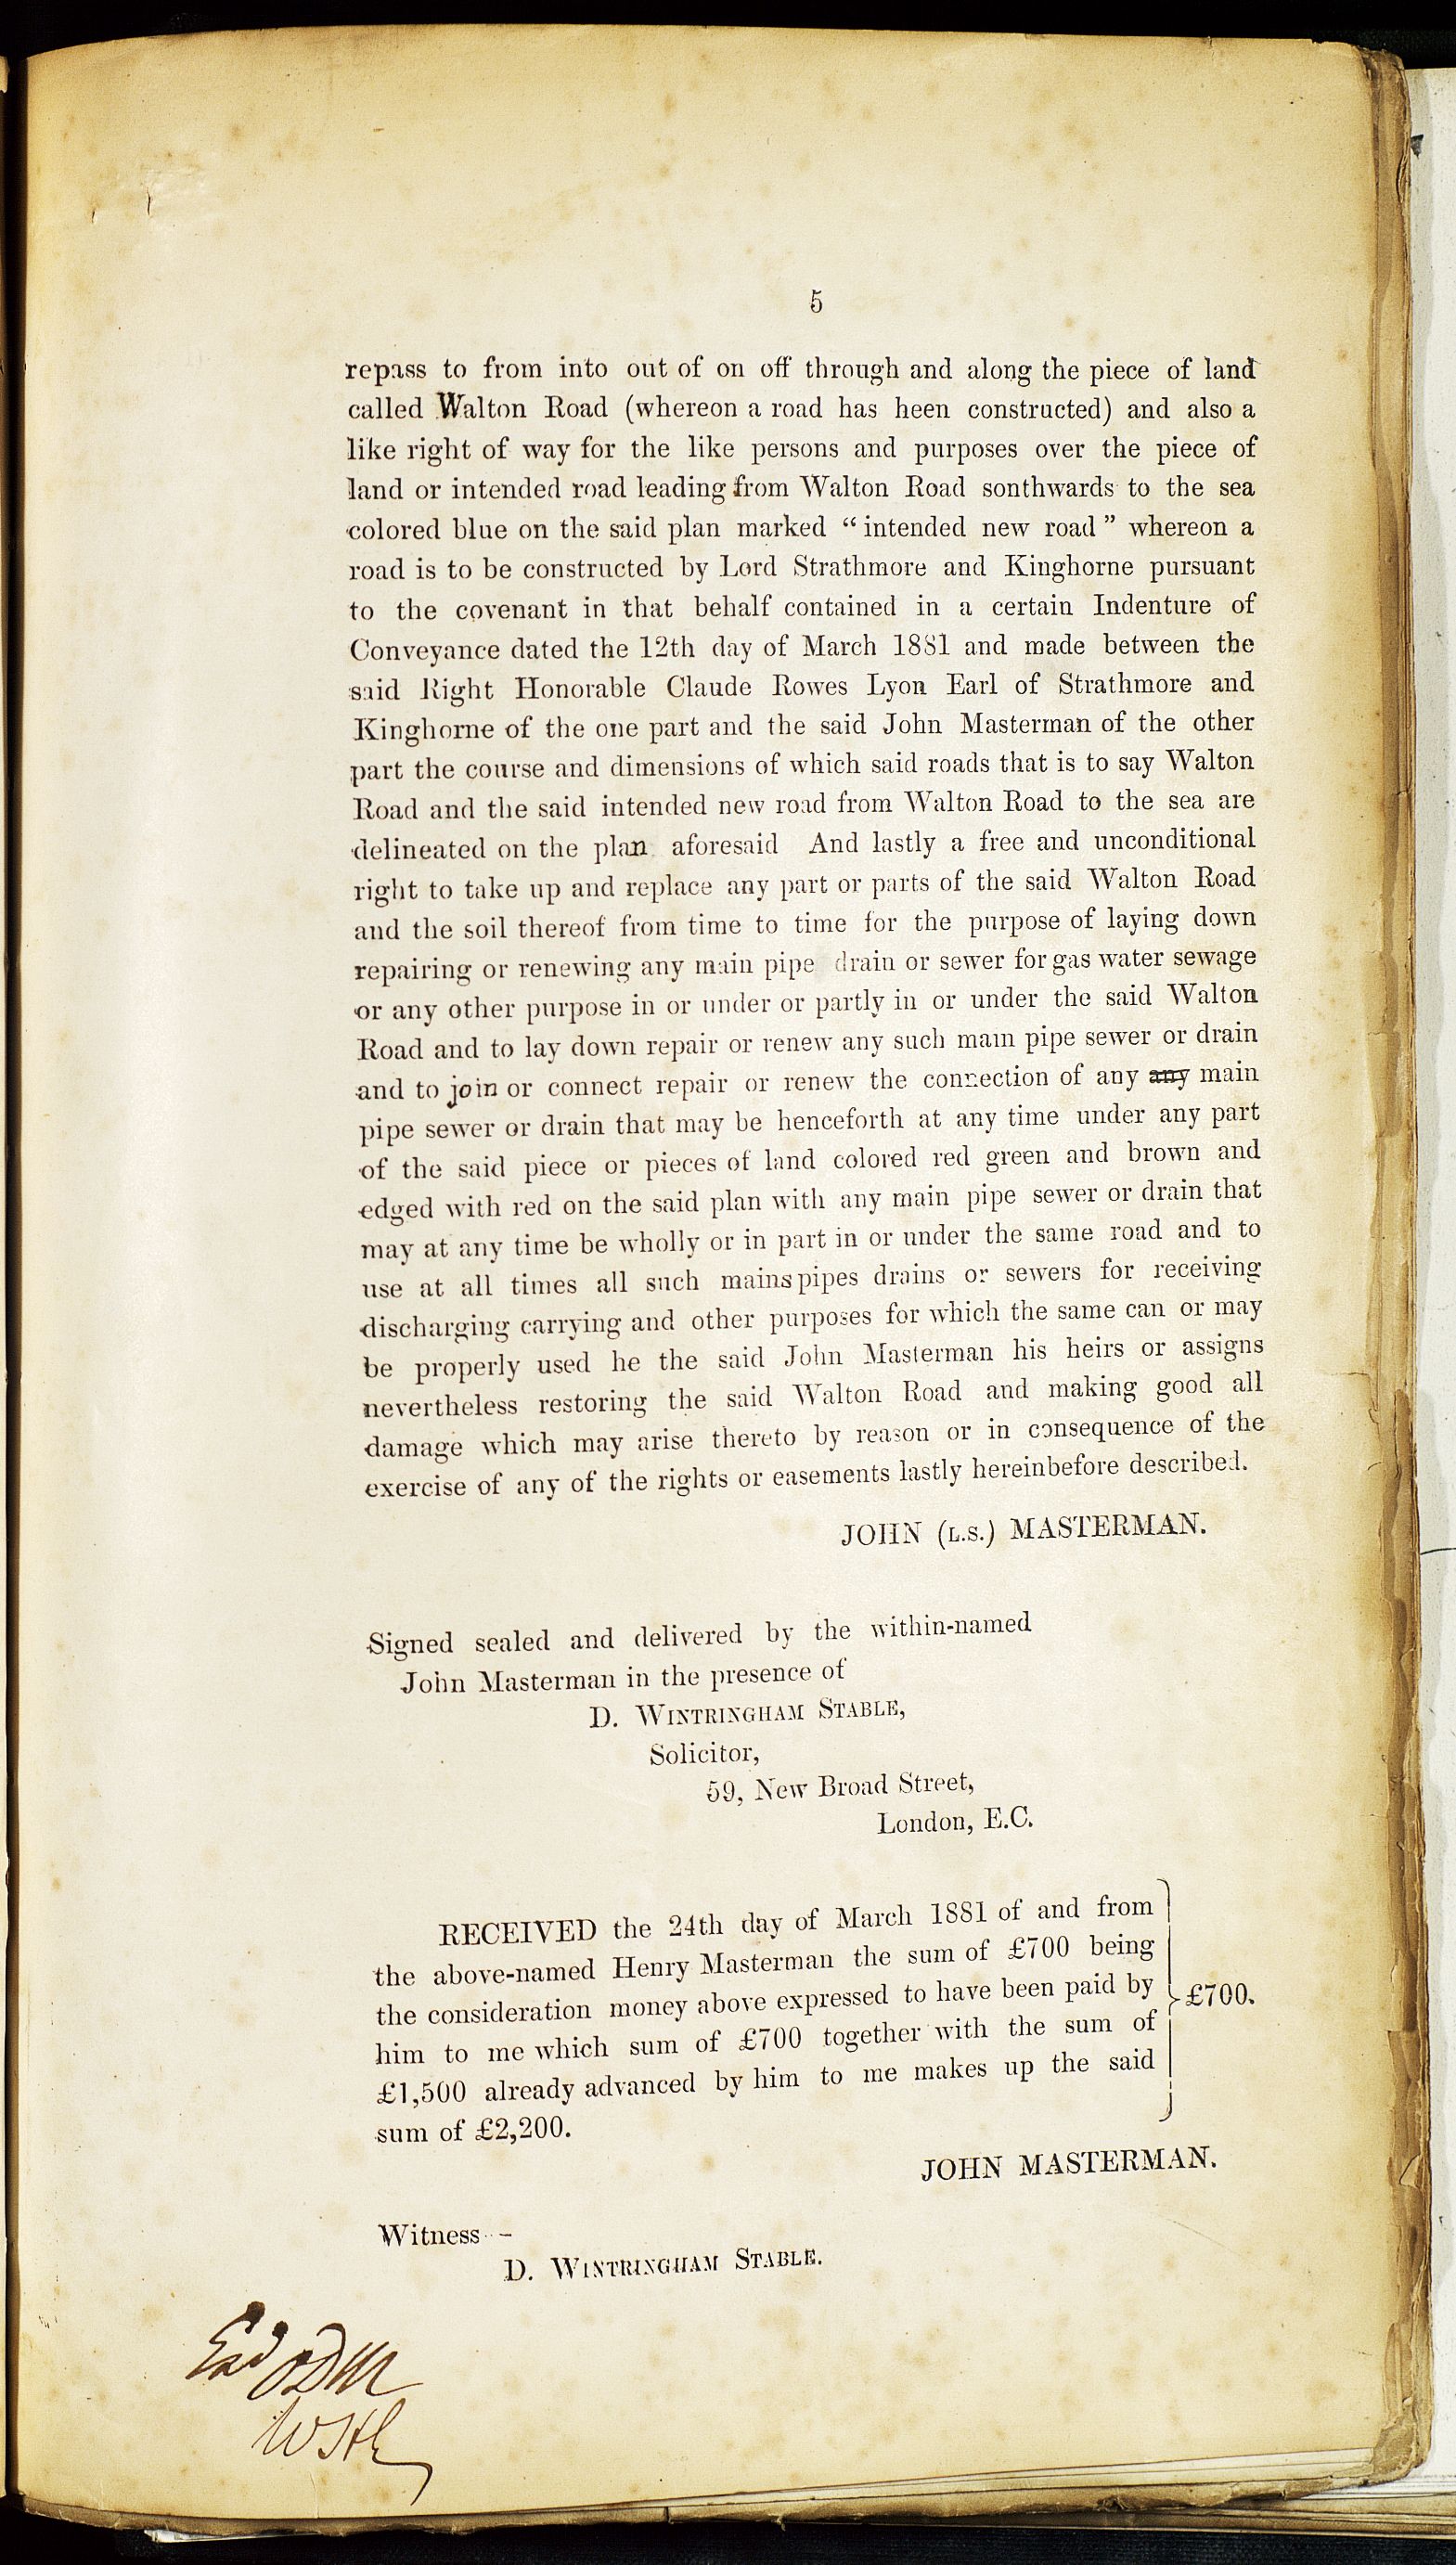 5
repass to from into out of on off through and along the piece of land
called Walton Road (whereon a road has heen constructed) and also a
like right of way for the like persons and purposes over the piece of
land or intended road leading from Walton Road sonthwards to the sea
colored blue on the said plan marked “intended new road” whereon a
road is to be constructed by Lord Strathmore and Kinghorne pursuant
to the covenant in that behalf contained in a certain Indenture of
Conveyance dated the 12th day of March 1881 and made between the
said Right Honorable Claude Rowes Lyon Earl of Strathmore and
Kinghorne of the one part and the said John Masterman of the other
part the course and dimensions of which said roads that is to say Walton
Road and the said intended new road from Walton Road to the sea are
delineated on the plan aforesaid And lastly a free and unconditional
right to take up and replace any part or parts of the said Walton Road
and the soil thereof from time to time for the purpose of laying down
repairing or renewing any main pipe drain or sewer for gas water sewage
or any other purpose in or under or partly in or under the said Walton
Road and to lay down repair or renew any such main pipe sewer or drain
and to join or connect repair or renew the connection of any any main
pipe sewer or drain that may be henceforth at any time under any part
of the said piece or pieces of land colored red green and brown and
edged with red on the said plan with any main pipe sewer or drain that
may at any time be wholly or in part in or under the same road and to
use at all times all such mains pipes drains or sewers for receiving
discharging carrying and other purposes for which the same can or may
be properly used he the said John Masterman his heirs or assigns
nevertheless restoring the said Walton Road and making good all
damage which may arise thereto by reason or in consequence of the
exercise of any of the rights or easements lastly hereinbefore described.
JOHN (L.S.) MASTERMAN.
Signed sealed and delivered by the within-named
John Masterman in the presence of
D. WINTRINGHAM STABLE,
Solicitor,
59, New Broad Street,
London, E.C.
RECEIVED the 24th day of March 1881 of and from
the above-named Henry Masterman the sum of £700 being
the consideration money above expressed to have been paid by
him to me which sum of £700 together with the sum of
£1,500 already advanced by him to me makes up the said
sum of £2,200.
£700.
JOHN MASTERMAN.
Witness -
D. WINTRINGHAM STABLE.